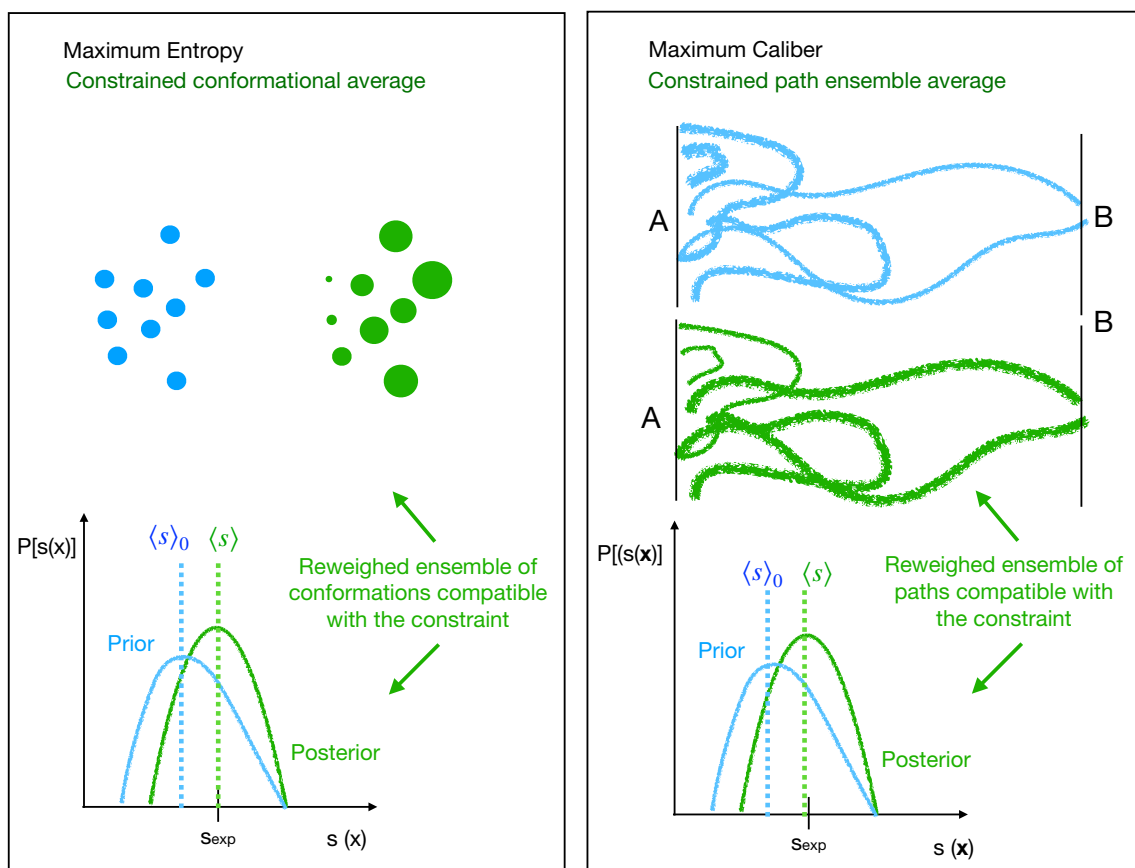 Maximum Entropy
Constrained conformational average
P[s(x)]
⟨s⟩₀
⟨s⟩
Reweighed ensemble of
conformations compatible
with the constraint
Prior
Posterior
sexp
s (x)
Maximum Caliber
Constrained path ensemble average
A
B
B
A
P[(s(x)]
⟨s⟩₀
⟨s⟩
Reweighed ensemble of
paths compatible with
the constraint
Prior
Posterior
sexp
s (x)